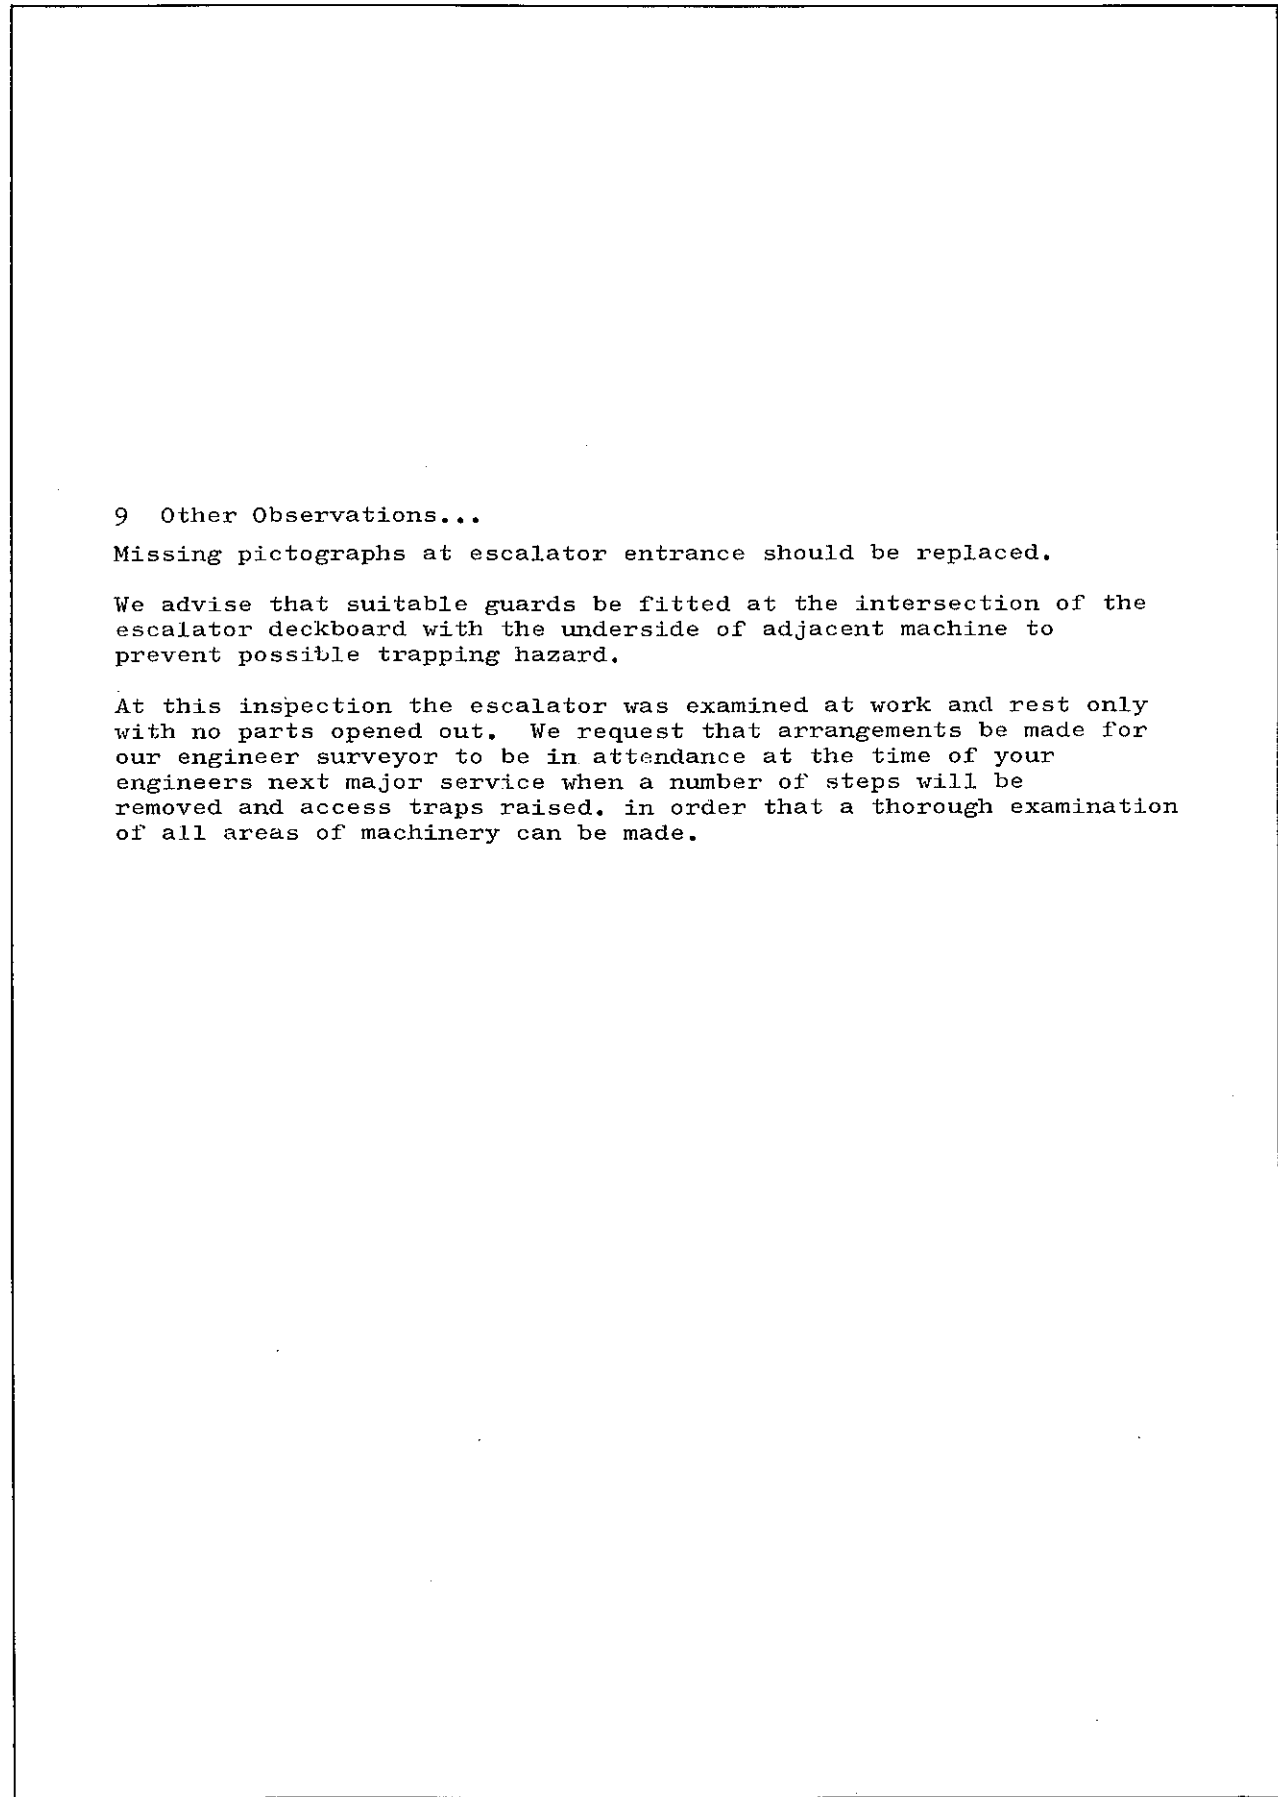 9 Other Observations...
Missing pictographs at escalator entrance should be replaced.
We advise that suitable guards be fitted at the intersection of the
escalator deckboard with the underside of adjacent machine to
prevent possible trapping hazard.
At this inspection the escalator was examined at work and rest only
with no parts opened out. We request that arrangements be made for
our engineer surveyor to be in attendance at the time of your
engineers next major service when a number of steps will be
removed and access traps raised. in order that a thorough examination
of all areas of machinery can be made.